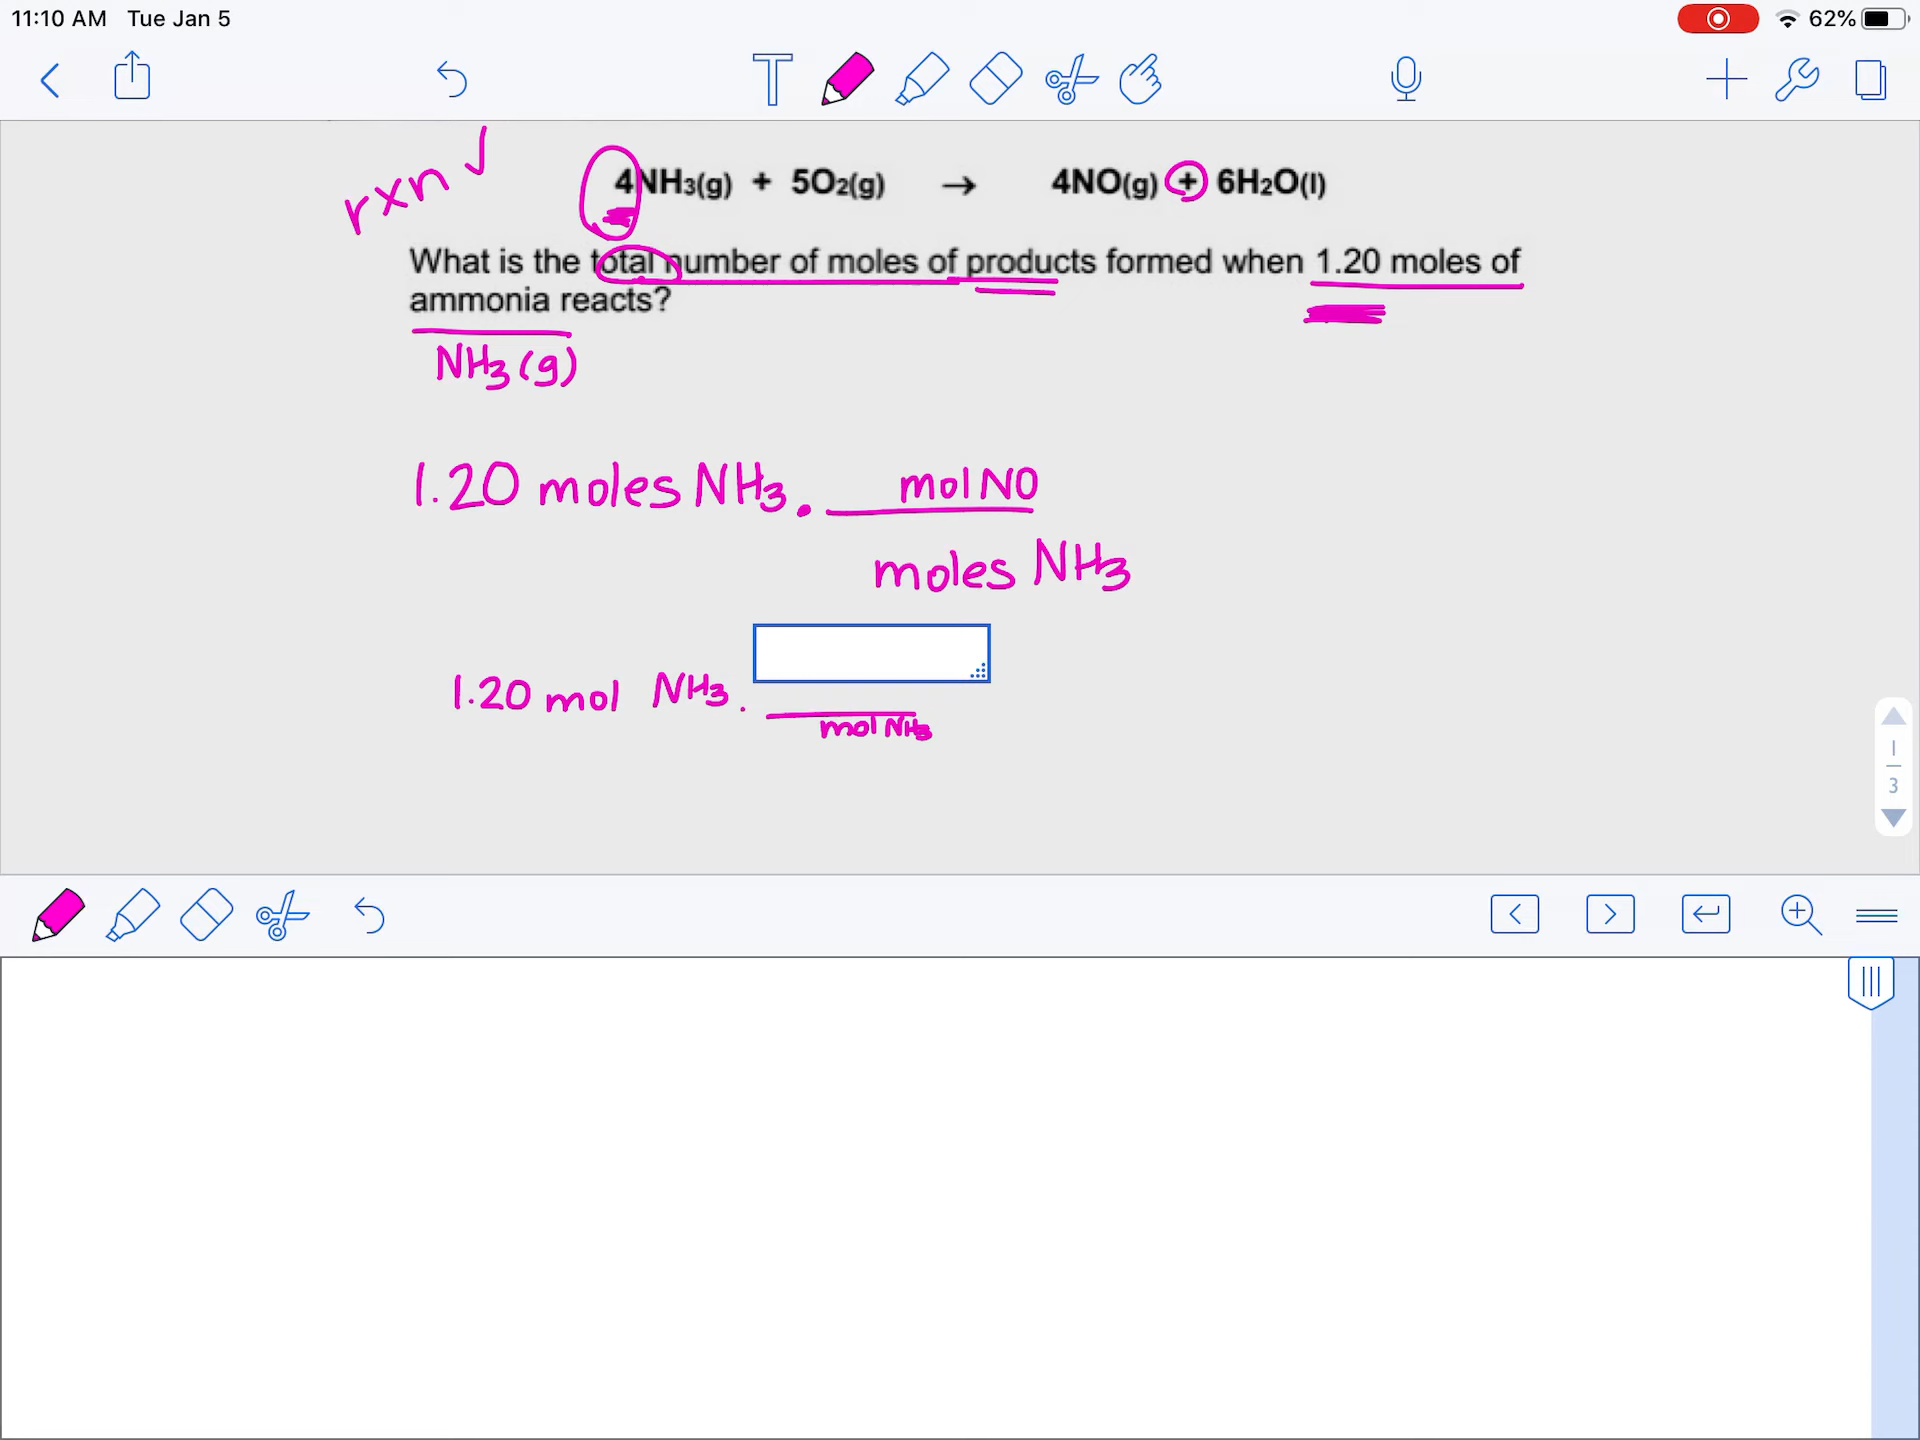 11:10 AM Tue Jan 5
62%
T
rxn ✓
4NH3(g) + 5O2(g) → 4NO(g) + 6H2O(l)
What is the total number of moles of products formed when 1.20 moles of
ammonia reacts?
NH3(g)
1.20 moles NH3 . mol NO
moles NH3
1.20 mol NH3 .
mol NH3
1
3